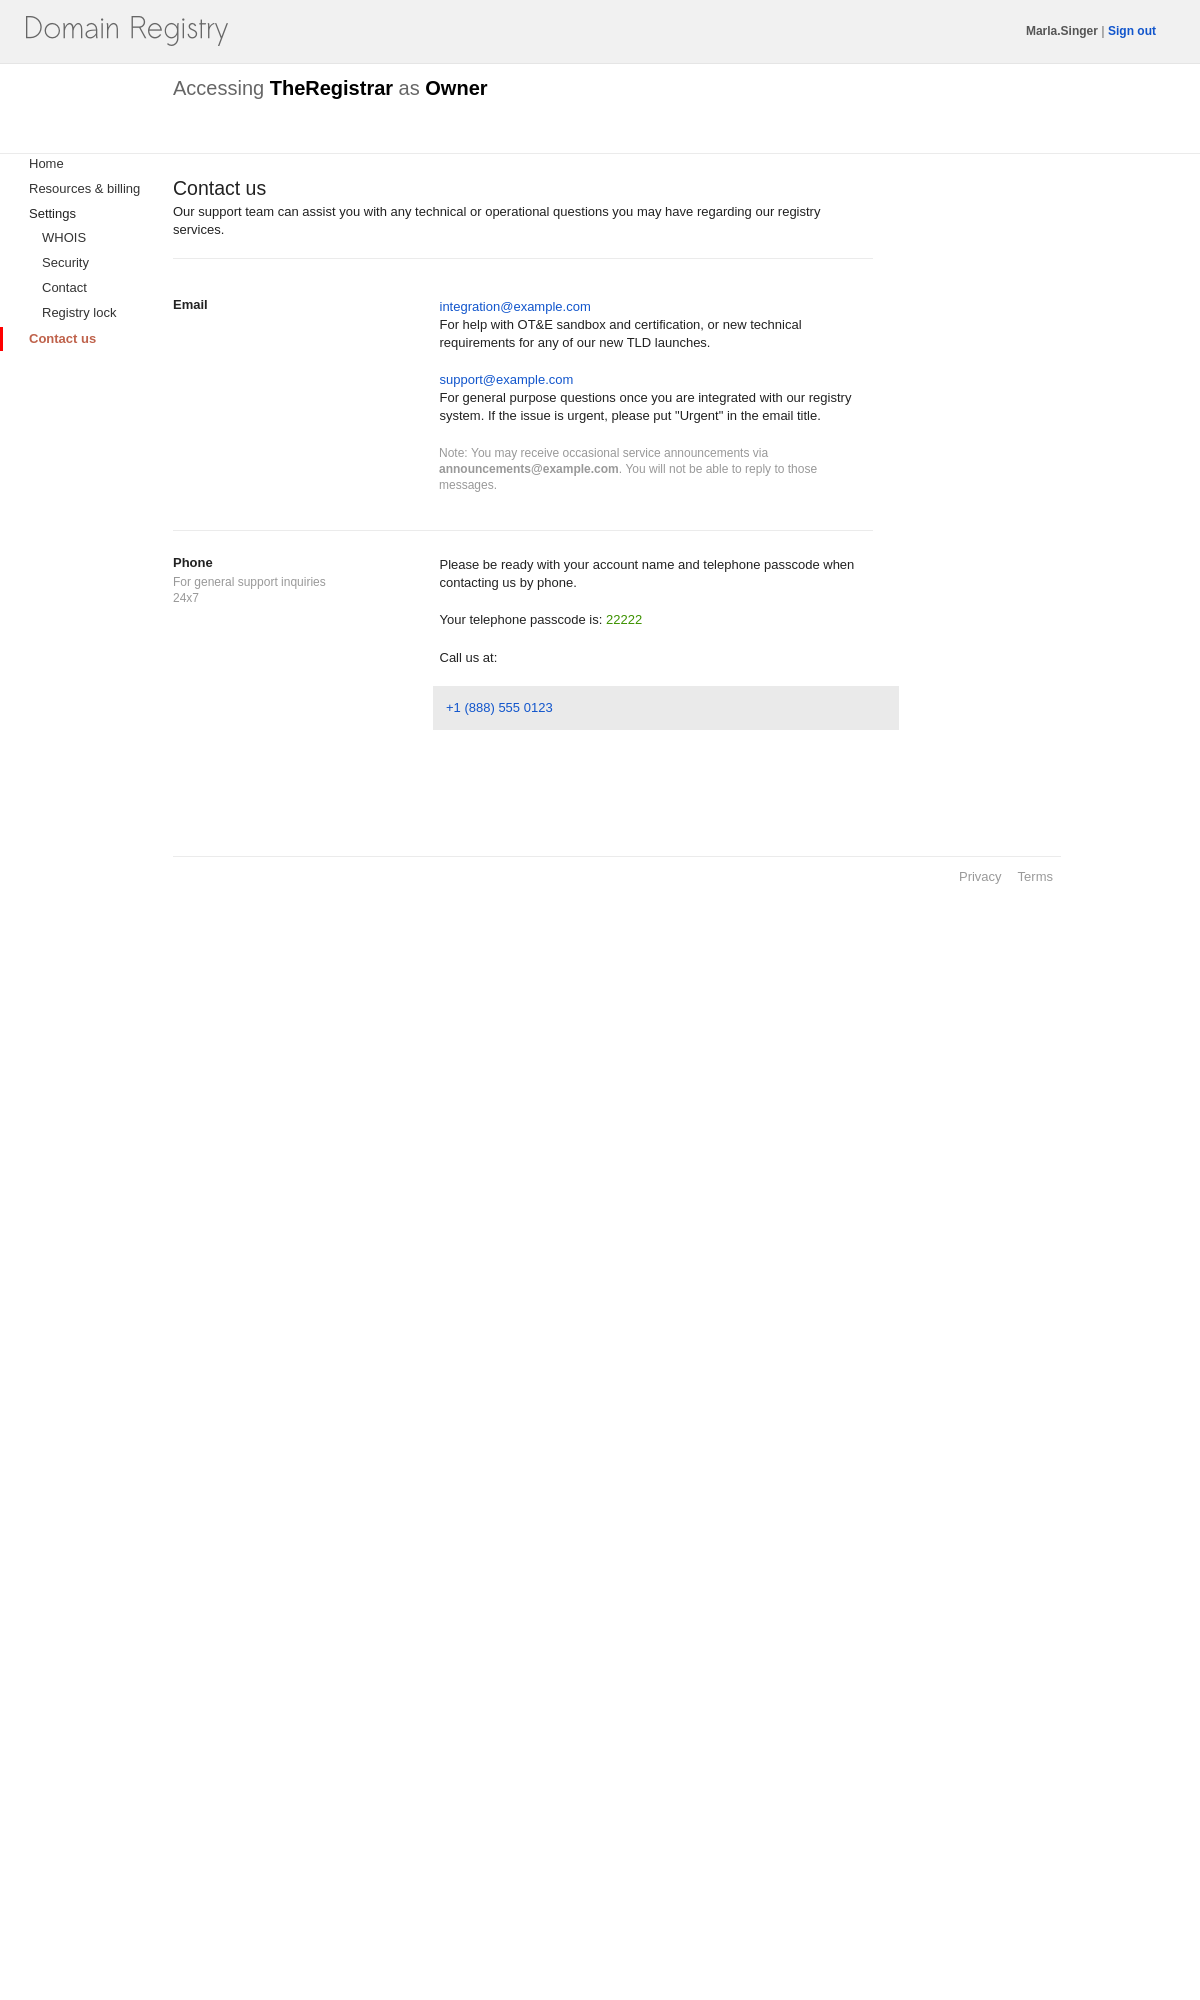 Domain Registry
Marla.Singer | Sign out
Accessing TheRegistrar as Owner
Home
Resources & billing
Settings
WHOIS
Security
Contact
Registry lock
Contact us
Contact us
Our support team can assist you with any technical or operational questions you may have regarding our registry
services.
Email
integration@example.com
For help with OT&E sandbox and certification, or new technical
requirements for any of our new TLD launches.
support@example.com
For general purpose questions once you are integrated with our registry
system. If the issue is urgent, please put "Urgent" in the email title.
Note: You may receive occasional service announcements via
announcements@example.com. You will not be able to reply to those
messages.
Phone
For general support inquiries
24x7
Please be ready with your account name and telephone passcode when
contacting us by phone.
Your telephone passcode is: 22222
Call us at:
+1 (888) 555 0123
Privacy Terms